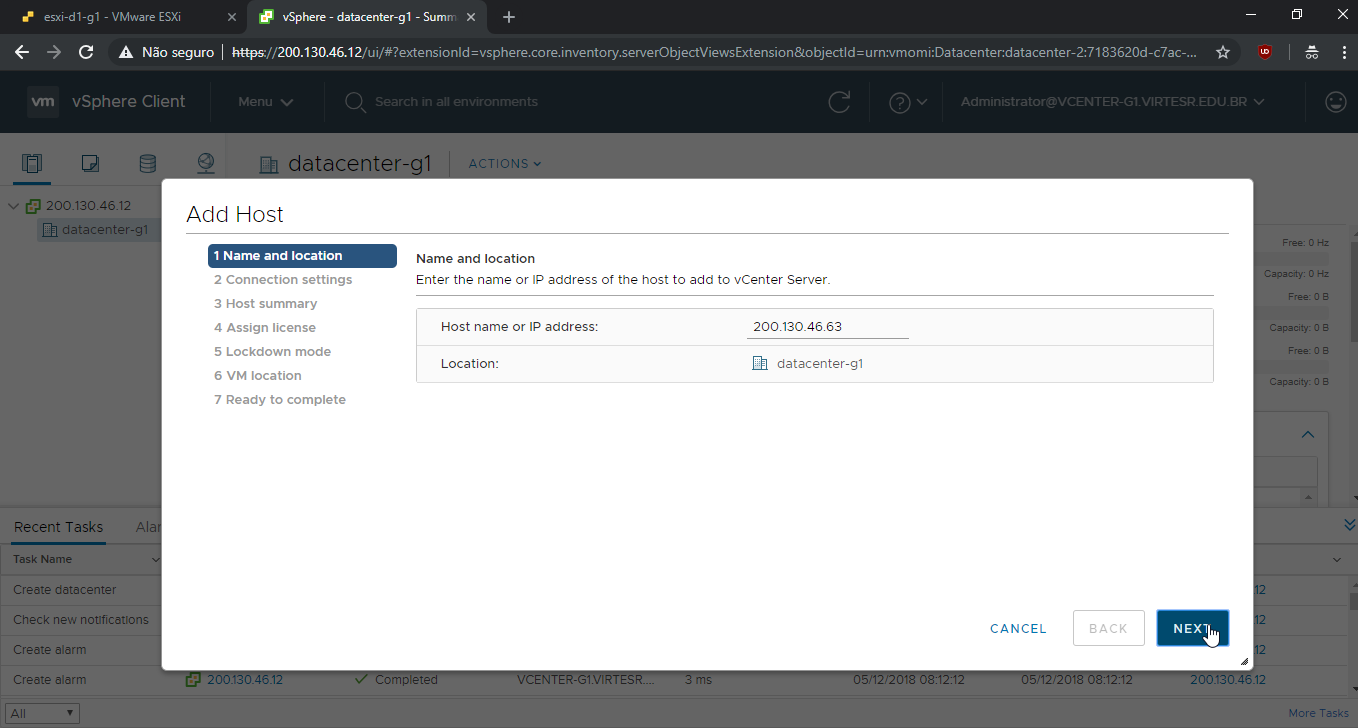 esxi-d1-g1 - VMware ESXi
vSphere - datacenter-g1 - Summ
Não seguro
https://200.130.46.12/ui/#?extensionId=vsphere.core.inventory.serverObjectViewsExtension&objectId=urn:vmomi:Datacenter:datacenter-2:7183620d-c7ac-...
vm vSphere Client
Menu
Search in all environments
Administrator@VCENTER-G1.VIRTESR.EDU.BR
datacenter-g1
ACTIONS
200.130.46.12
datacenter-g1
Add Host
1 Name and location
2 Connection settings
3 Host summary
4 Assign license
5 Lockdown mode
6 VM location
7 Ready to complete
Name and location
Enter the name or IP address of the host to add to vCenter Server.
Host name or IP address: 200.130.46.63
Location: datacenter-g1
CANCEL BACK NEXT
Free: 0 Hz
Capacity: 0 Hz
Free: 0 B
Capacity: 0 B
Free: 0 B
Capacity: 0 B
Recent Tasks Alar
Task Name
Create datacenter 12
Check new notifications 12
Create alarm 12
Create alarm 200.130.46.12 Completed VCENTER-G1.VIRTESR.... 3 ms 05/12/2018 08:12:12 05/12/2018 08:12:12 200.130.46.12
All
More Tasks